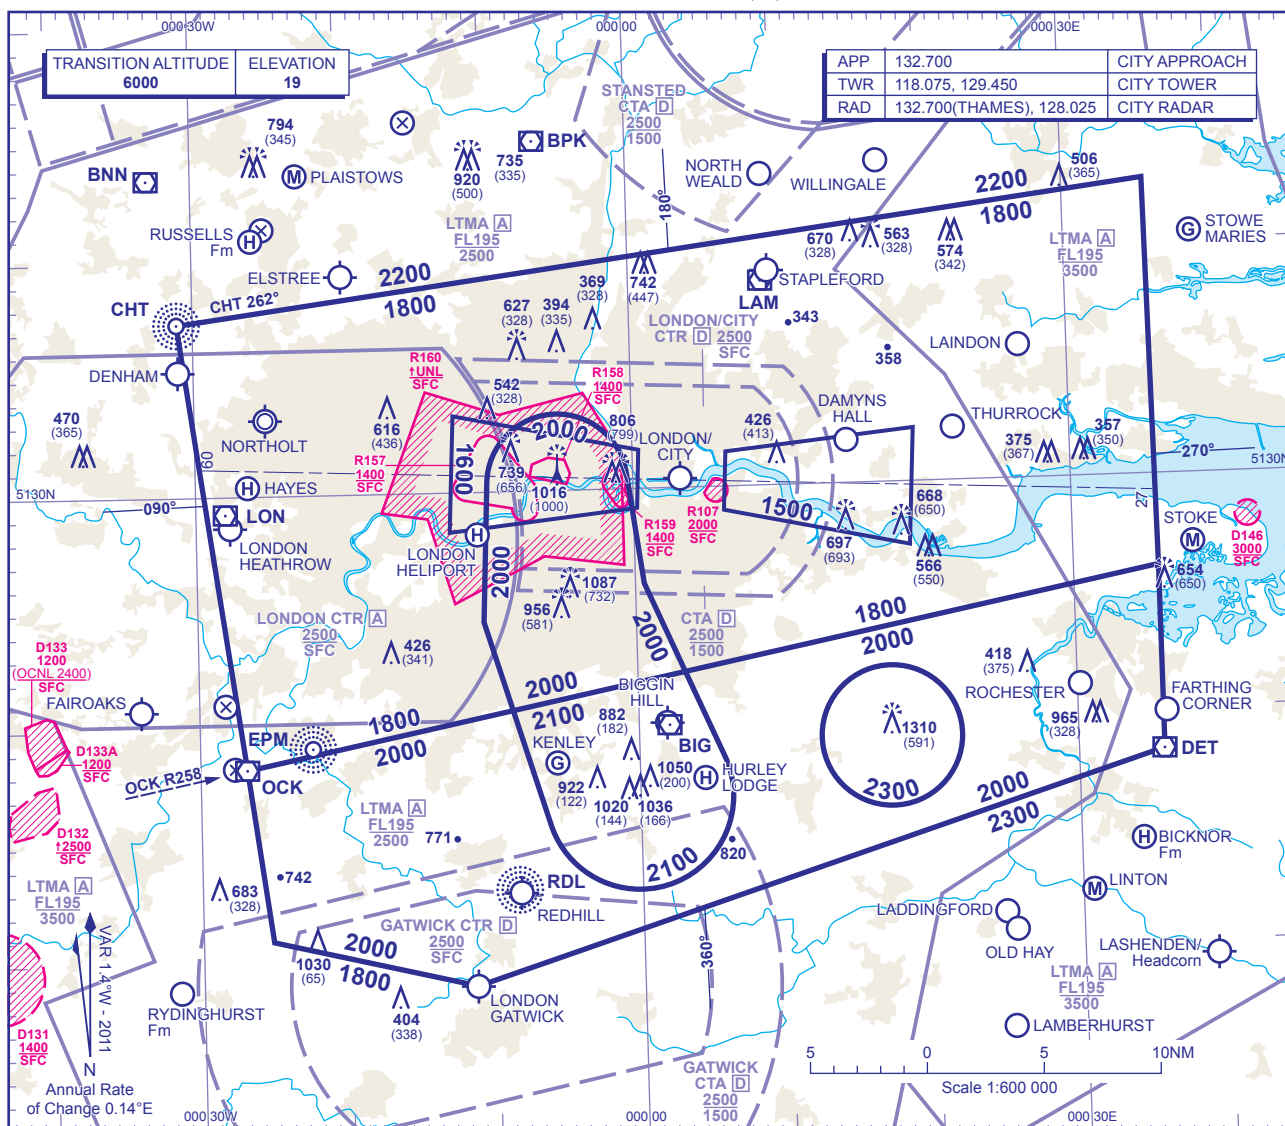 000 30W
000 00
000 30E
TRANSITION ALTITUDE
6000
ELEVATION
19
APP 132.700 CITY APPROACH
TWR 118.075, 129.450 CITY TOWER
RAD 132.700(THAMES), 128.025 CITY RADAR
STANSTED
CTA D
2500
1500
794
(345)
BNN
M PLAISTOWS
920
(500)
735
(335)
BPK
NORTH
WEALD
WILLINGALE
506
(365)
2200
1800
180°
RUSSELLS
Fm
H
LTMA A
FL195
2500
ELSTREE
670
(328)
563
(328)
574
(342)
LTMA A
FL195
3500
G STOWE
MARIES
CHT
CHT 262°
2200
1800
369
(328)
742
(447)
STAPLEFORD
LAM
627
(328)
394
(335)
LONDON/CITY
CTR D 2500
SFC
343
358
LAINDON
DENHAM
R160
↑UNL
SFC
R158
1400
SFC
542
(328)
DAMYNS
HALL
THURROCK
470
(365)
NORTHOLT
616
(436)
2000
806
(799)
LONDON/
CITY
426
(413)
375
(367)
357
(350)
270°
60
R157
1400
SFC
1600
739
(656)
1016
(1000)
5130N
5130N
H HAYES
090°
LON
LONDON
HEATHROW
H
LONDON
HELIPORT
R159
1400
SFC
R107
2000
SFC
1500
697
(693)
668
(650)
566
(550)
27
STOKE
M
D146
3000
SFC
654
(650)
2000
1087
(732)
956
(581)
LONDON CTR A
2500
SFC
426
(341)
2000
CTA D
2500
1500
1800
2000
D133
1200
(OCNL 2400)
SFC
FAIROAKS
418
(375)
ROCHESTER
FARTHING
CORNER
965
(328)
DET
D133A
1200
SFC
EPM
1800
2000
2000
2100
BIGGIN
HILL
BIG
882
(182)
KENLEY
G
1310
(591)
2300
OCK R258
OCK
922
(122)
1020
(144)
1036
(166)
1050
(200)
H HURLEY
LODGE
2000
2300
D132
↑2500
SFC
LTMA A
FL195
2500
771
820
2100
H BICKNOR
Fm
LTMA A
FL195
3500
683
(328)
742
RDL
REDHILL
M LINTON
LADDINGFORD
OLD HAY
GATWICK CTR D
2500
SFC
2000
1800
1030
(65)
404
(338)
LONDON
GATWICK
360°
LASHENDEN/
Headcorn
LTMA A
FL195
3500
VAR 1.4°W - 2011
RYDINGHURST
Fm
D131
1400
SFC
LAMBERHURST
N
Annual Rate
of Change 0.14°E
GATWICK
CTA D
2500
1500
5 0 5 10NM
Scale 1:600 000
000 30W
000 00
000 30E